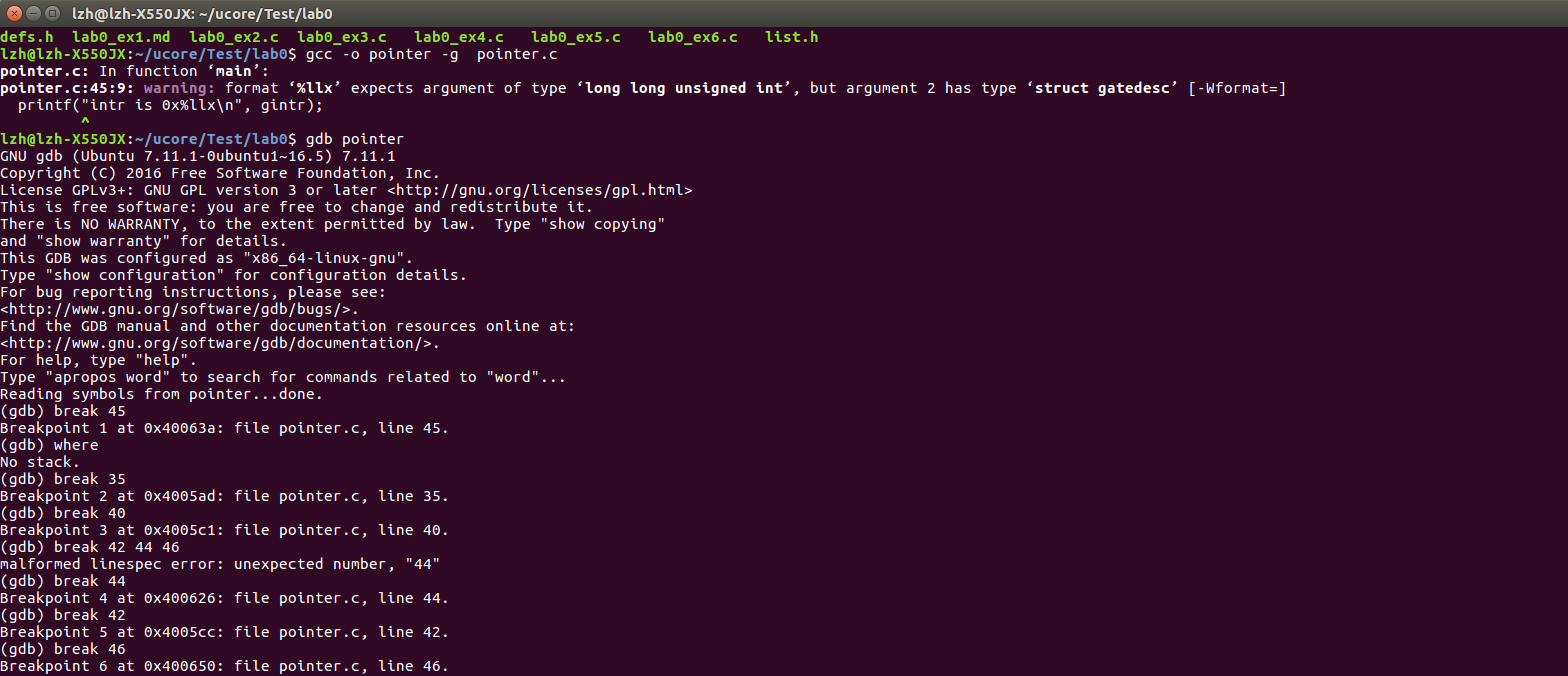 lzh@lzh-X550JX: ~/ucore/Test/lab0
defs.h  lab0_ex1.md  lab0_ex2.c  lab0_ex3.c   lab0_ex4.c   lab0_ex5.c   lab0_ex6.c   list.h
lzh@lzh-X550JX:~/ucore/Test/lab0$ gcc -o pointer -g  pointer.c
pointer.c: In function ‘main’:
pointer.c:45:9: warning: format ‘%llx’ expects argument of type ‘long long unsigned int’, but argument 2 has type ‘struct gatedesc’ [-Wformat=]
  printf("intr is 0x%llx\n", gintr);
         ^
lzh@lzh-X550JX:~/ucore/Test/lab0$ gdb pointer
GNU gdb (Ubuntu 7.11.1-0ubuntu1~16.5) 7.11.1
Copyright (C) 2016 Free Software Foundation, Inc.
License GPLv3+: GNU GPL version 3 or later <http://gnu.org/licenses/gpl.html>
This is free software: you are free to change and redistribute it.
There is NO WARRANTY, to the extent permitted by law.  Type "show copying"
and "show warranty" for details.
This GDB was configured as "x86_64-linux-gnu".
Type "show configuration" for configuration details.
For bug reporting instructions, please see:
<http://www.gnu.org/software/gdb/bugs/>.
Find the GDB manual and other documentation resources online at:
<http://www.gnu.org/software/gdb/documentation/>.
For help, type "help".
Type "apropos word" to search for commands related to "word"...
Reading symbols from pointer...done.
(gdb) break 45
Breakpoint 1 at 0x40063a: file pointer.c, line 45.
(gdb) where
No stack.
(gdb) break 35
Breakpoint 2 at 0x4005ad: file pointer.c, line 35.
(gdb) break 40
Breakpoint 3 at 0x4005c1: file pointer.c, line 40.
(gdb) break 42 44 46
malformed linespec error: unexpected number, "44"
(gdb) break 44
Breakpoint 4 at 0x400626: file pointer.c, line 44.
(gdb) break 42
Breakpoint 5 at 0x4005cc: file pointer.c, line 42.
(gdb) break 46
Breakpoint 6 at 0x400650: file pointer.c, line 46.